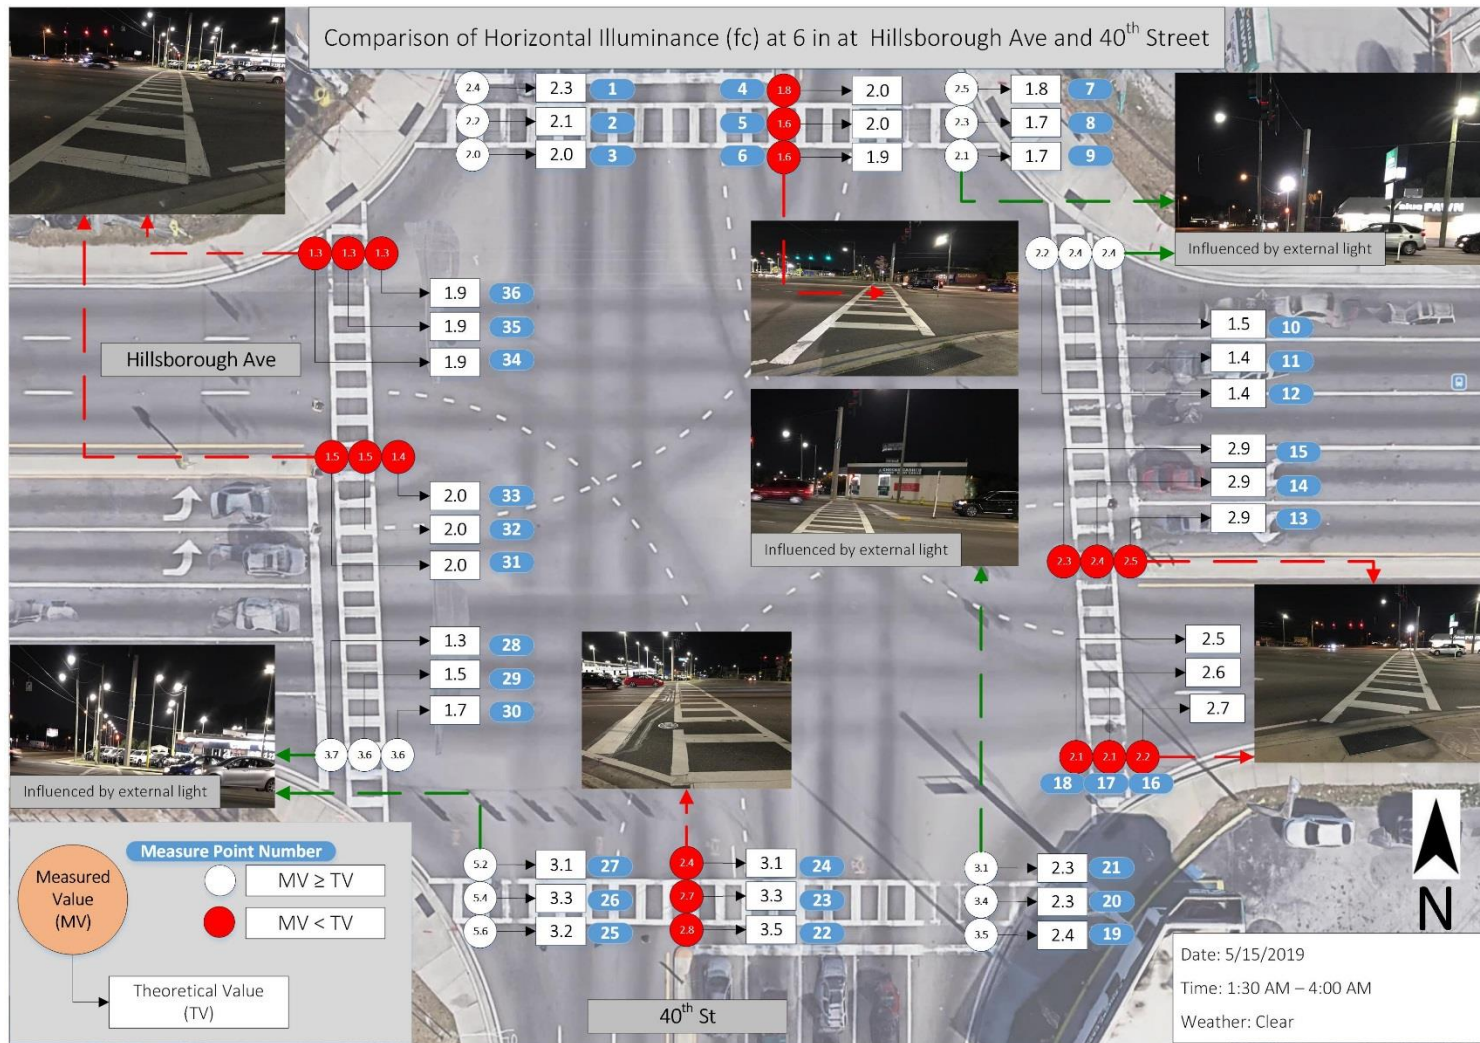 Comparison of Horizontal Illuminance (fc) at 6 in at Hillsborough Ave and 40th Street
2.4 2.3 1 4 1.8 2.0 2.5 1.8 7
2.2 2.1 2 5 1.6 2.0 2.3 1.7 8
2.0 2.0 3 6 1.6 1.9 2.1 1.7 9
PAWN
Influenced by external light
1.3 1.3 1.3
2.2 2.4 2.4
1.9 36
1.9 35
1.9 34
Hillsborough Ave
1.5 10
1.4 11
1.4 12
1.5 1.5 1.4
2.9 15
2.9 14
2.9 13
2.0 33
2.0 32
2.0 31
Influenced by external light
2.3 2.4 2.5
1.3 28
1.5 29
1.7 30
2.5
2.6
2.7
3.7 3.6 3.6
2.1 2.1 2.2
18 17 16
Influenced by external light
5.2 3.1 27 2.4 3.1 24 3.1 2.3 21
5.4 3.3 26 2.7 3.3 23 3.4 2.3 20
5.6 3.2 25 2.8 3.5 22 3.5 2.4 19
Measure Point Number
Measured
Value
(MV)
MV ≥ TV
MV < TV
Theoretical Value
(TV)
40th St
N
Date: 5/15/2019
Time: 1:30 AM – 4:00 AM
Weather: Clear